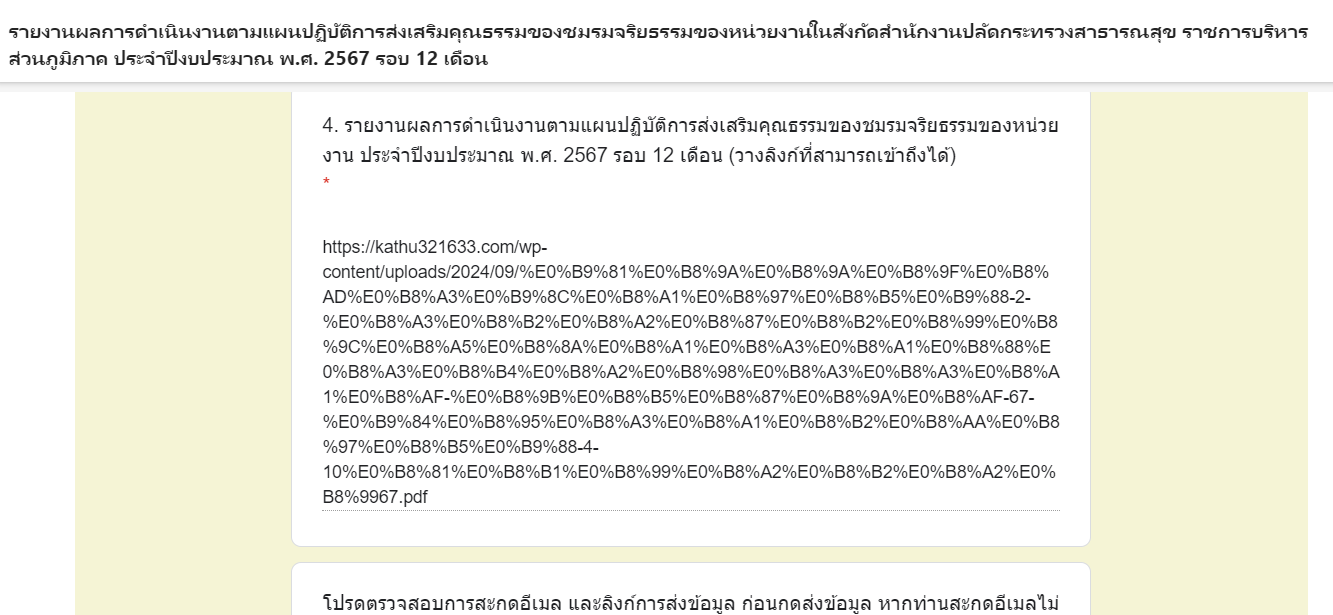 รายงานผลการดำเนินงานตามแผนปฏิบัติการส่งเสริมคุณธรรมของชมรมจริยธรรมของหน่วยงานในสังกัดสำนักงานปลัดกระทรวงสาธารณสุข ราชการบริหาร
ส่วนภูมิภาค ประจำปีงบประมาณ พ.ศ. 2567 รอบ 12 เดือน
4. รายงานผลการดำเนินงานตามแผนปฏิบัติการส่งเสริมคุณธรรมของชมรมจริยธรรมของหน่วย
งาน ประจำปีงบประมาณ พ.ศ. 2567 รอบ 12 เดือน (วางลิงก์ที่สามารถเข้าถึงได้)
*
https://kathu321633.com/wp-
content/uploads/2024/09/%E0%B9%81%E0%B8%9A%E0%B8%9A%E0%B8%9F%E0%B8%
AD%E0%B8%A3%E0%B9%8C%E0%B8%A1%E0%B8%97%E0%B8%B5%E0%B9%88-2-
%E0%B8%A3%E0%B8%B2%E0%B8%A2%E0%B8%87%E0%B8%B2%E0%B8%99%E0%B8
%9C%E0%B8%A5%E0%B8%8A%E0%B8%A1%E0%B8%A3%E0%B8%A1%E0%B8%88%E
0%B8%A3%E0%B8%B4%E0%B8%A2%E0%B8%98%E0%B8%A3%E0%B8%A3%E0%B8%A
1%E0%B8%AF-%E0%B8%9B%E0%B8%B5%E0%B8%87%E0%B8%9A%E0%B8%AF-67-
%E0%B9%84%E0%B8%95%E0%B8%A3%E0%B8%A1%E0%B8%B2%E0%B8%AA%E0%B8
%97%E0%B8%B5%E0%B9%88-4-
10%E0%B8%81%E0%B8%B1%E0%B8%99%E0%B8%A2%E0%B8%B2%E0%B8%A2%E0%
B8%9967.pdf
โปรดตรวจสอบการสะกดอีเมล และลิงก์การส่งข้อมูล ก่อนกดส่งข้อมูล หากท่านสะกดอีเมลไม่